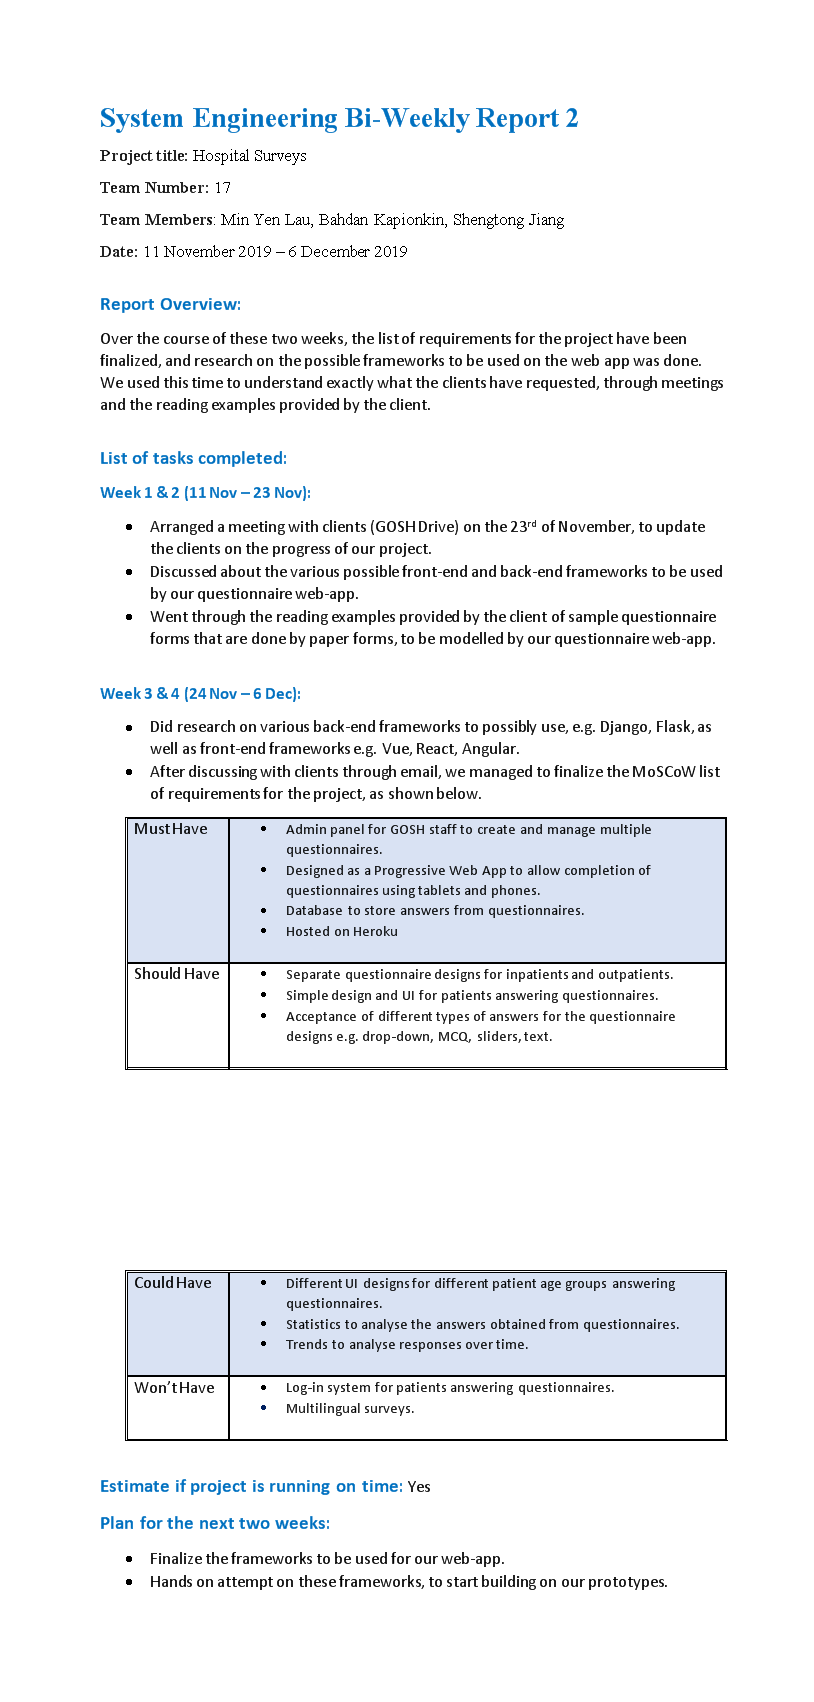 System Engineering Bi-Weekly Report 2
Project title: Hospital Surveys
Team Number: 17
Team Members: Min Yen Lau, Bahdan Kapionkin, Shengtong Jiang
Date: 11 November 2019 – 6 December 2019
Report Overview:
Over the course of these two weeks, the list of requirements for the project have been
finalized, and research on the possible frameworks to be used on the web app was done.
We used this time to understand exactly what the clients have requested, through meetings
and the reading examples provided by the client.
List of tasks completed:
Week 1 & 2 (11 Nov – 23 Nov):
• Arranged a meeting with clients (GOSH Drive) on the 23rd of November, to update
the clients on the progress of our project.
• Discussed about the various possible front-end and back-end frameworks to be used
by our questionnaire web-app.
• Went through the reading examples provided by the client of sample questionnaire
forms that are done by paper forms, to be modelled by our questionnaire web-app.
Week 3 & 4 (24 Nov – 6 Dec):
• Did research on various back-end frameworks to possibly use, e.g. Django, Flask, as
well as front-end frameworks e.g. Vue, React, Angular.
• After discussing with clients through email, we managed to finalize the MoSCoW list
of requirements for the project, as shown below.
Must Have
• Admin panel for GOSH staff to create and manage multiple
questionnaires.
• Designed as a Progressive Web App to allow completion of
questionnaires using tablets and phones.
• Database to store answers from questionnaires.
• Hosted on Heroku
Should Have
• Separate questionnaire designs for inpatients and outpatients.
• Simple design and UI for patients answering questionnaires.
• Acceptance of different types of answers for the questionnaire
designs e.g. drop-down, MCQ, sliders, text.
Could Have
• Different UI designs for different patient age groups answering
questionnaires.
• Statistics to analyse the answers obtained from questionnaires.
• Trends to analyse responses over time.
Won’t Have
• Log-in system for patients answering questionnaires.
• Multilingual surveys.
Estimate if project is running on time: Yes
Plan for the next two weeks:
• Finalize the frameworks to be used for our web-app.
• Hands on attempt on these frameworks, to start building on our prototypes.